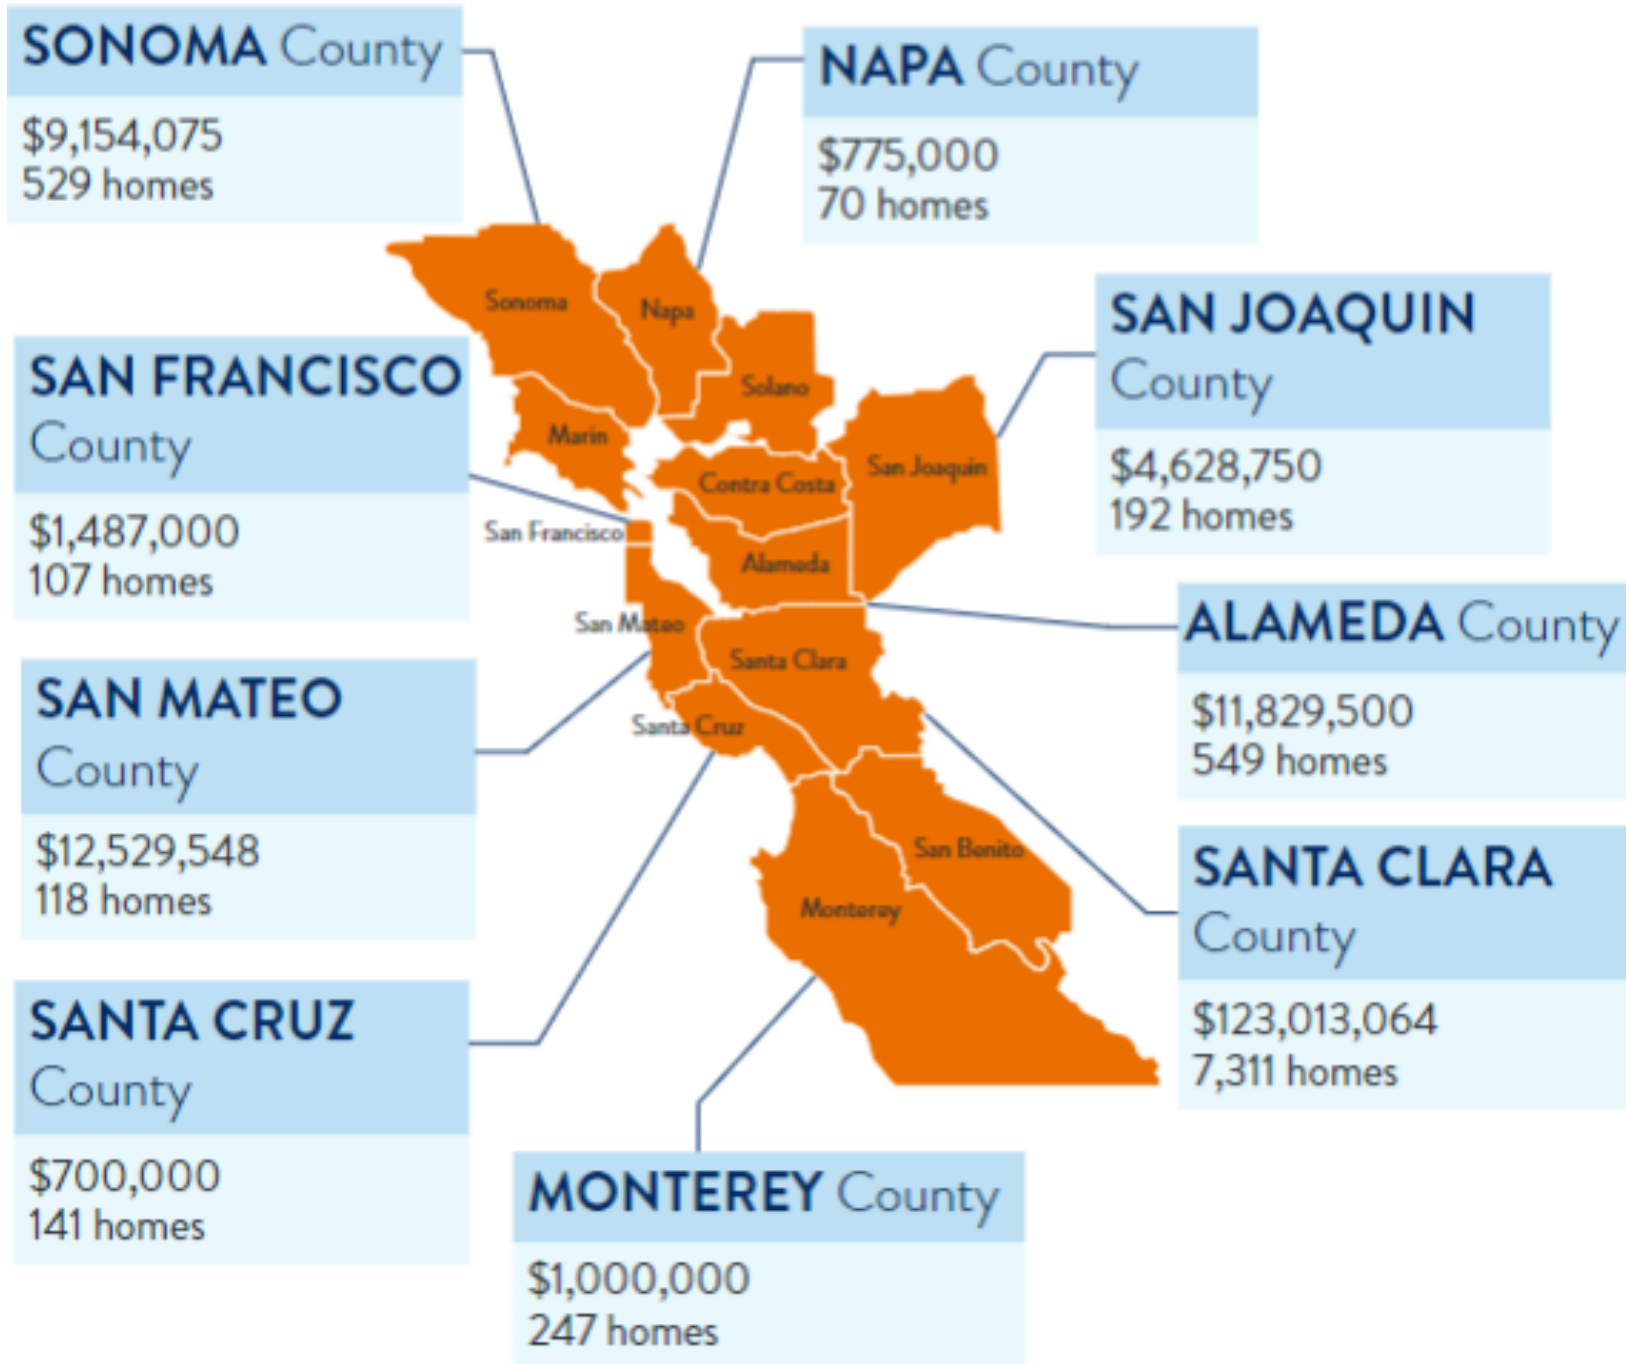 SONOMA County
$9,154,075
529 homes
NAPA County
$775,000
70 homes
SAN JOAQUIN
County
$4,628,750
192 homes
SAN FRANCISCO
County
$1,487,000
107 homes
ALAMEDA County
$11,829,500
549 homes
SAN MATEO
County
$12,529,548
118 homes
SANTA CLARA
County
$123,013,064
7,311 homes
SANTA CRUZ
County
$700,000
141 homes
MONTEREY County
$1,000,000
247 homes
Sonoma
Napa
Solano
Marin
San Joaquin
Contra Costa
San Francisco
Alameda
San Mateo
Santa Clara
Santa Cruz
San Benito
Monterey